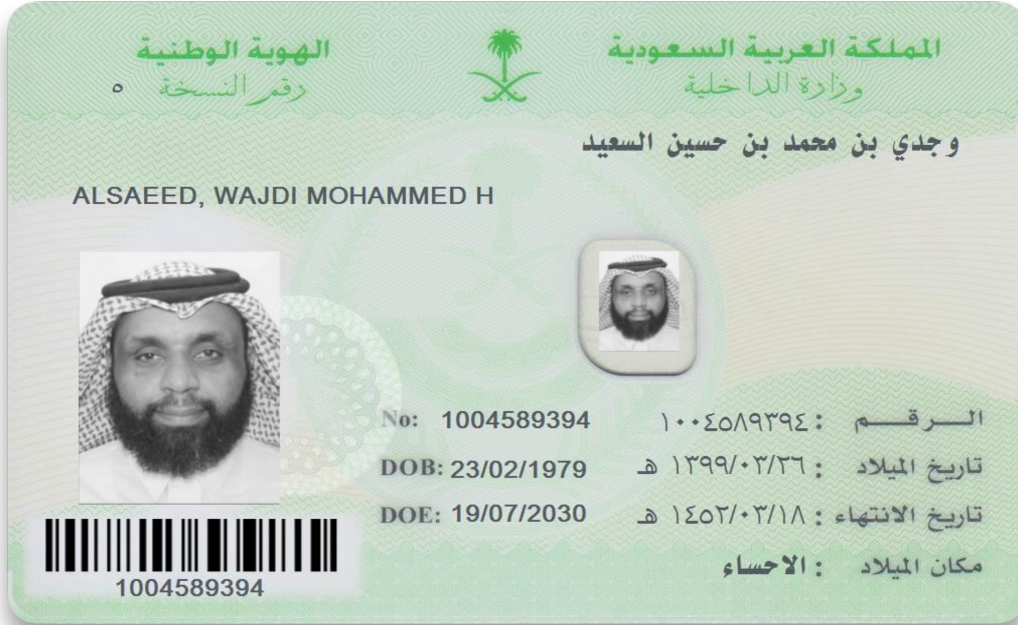 المملكة العربية السعودية
وزارة الداخلية
الهوية الوطنية
رقم النسخة ٥
وجدي بن محمد بن حسين السعيد
ALSAEED, WAJDI MOHAMMED H
الـــرقـــم : ١٠٠٤٥٨٩٣٩٤ No: 1004589394
تاريخ الميلاد : ١٣٩٩/٠٣/٢٦ هـ DOB: 23/02/1979
تاريخ الانتهاء : ١٤٥٢/٠٣/١٨ هـ DOE: 19/07/2030
مكان الميلاد : الاحساء
1004589394